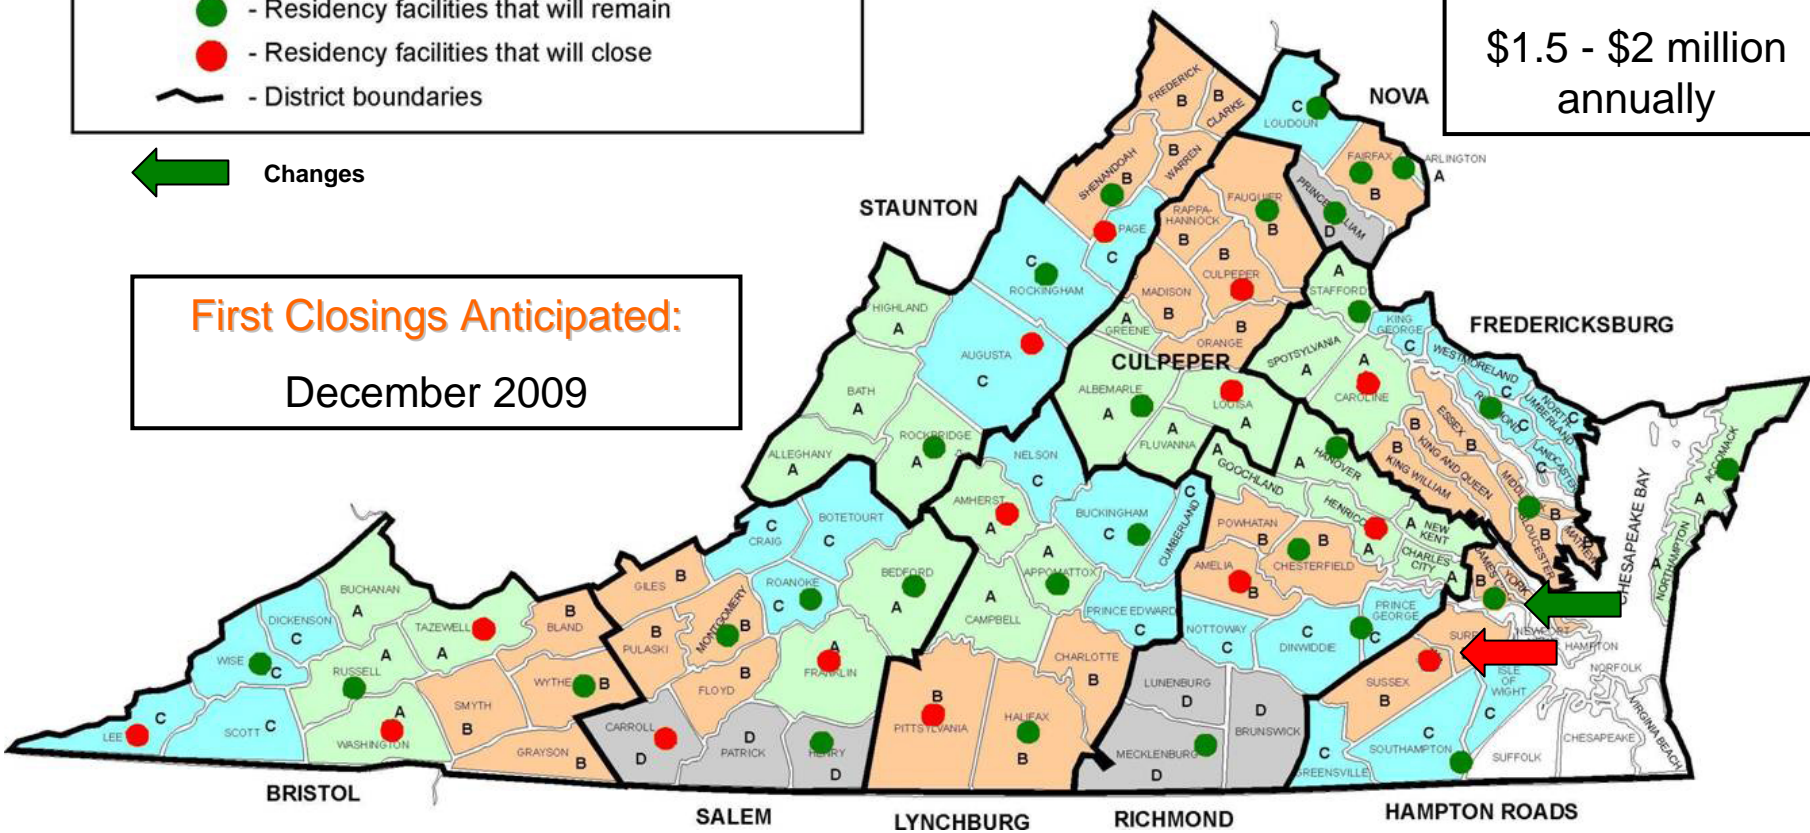 - Residency facilities that will remain
- Residency facilities that will close
- District boundaries
Changes
$1.5 - $2 million
annually
First Closings Anticipated:
December 2009
NOVA
STAUNTON
CULPEPER
FREDERICKSBURG
BRISTOL
SALEM
LYNCHBURG
RICHMOND
HAMPTON ROADS
CHESAPEAKE BAY
FREDERICK
B
B
CLARKE
C
LOUDOUN
FAIRFAX
B
ARLINGTON
A
SHENANDOAH
B
B
WARREN
PAGE
C
RAPPA-
HANNOCK
B
FAUQUIER
B
D
C
ROCKINGHAM
B
CULPEPER
MADISON
B
A
GREENE
B
ORANGE
A
STAFFORD
KING
GEORGE
C
WESTMORELAND
C
HIGHLAND
A
AUGUSTA
C
SPOTSYLVANIA
A
A
CAROLINE
C
C
LANCASTER
C
BATH
A
ALBEMARLE
A
LOUISA
A
A
FLUVANNA
B
ESSEX
B
B
KING AND QUEEN
KING WILLIAM
ACCOMACK
A
ALLEGHANY
A
ROCKBRIDGE
A
NELSON
C
A
GOOCHLAND
A
HANOVER
B
GLOUCESTER
B
NORTHAMPTON
A
AMHERST
A
BUCKINGHAM
C
C
CUMBERLAND
POWHATAN
B
HENRICO
A
A
NEW
KENT
CHARLES
CITY
A
C
CRAIG
BOTETOURT
C
AMELIA
B
B
CHESTERFIELD
B
YORK
BUCHANAN
A
GILES
B
ROANOKE
C
BEDFORD
A
A
APPOMATTOX
A
CAMPBELL
PRINCE EDWARD
C
PRINCE
GEORGE
C
DICKENSON
C
TAZEWELL
A
B
BLAND
B
PULASKI
MONTGOMERY
B
NOTTOWAY
C
C
DINWIDDIE
HAMPTON
WISE
C
RUSSELL
A
WYTHE
B
FLOYD
B
A
FRANKLIN
CHARLOTTE
B
SUSSEX
B
ISLE
OF
WIGHT
C
NORFOLK
LEE
C
SCOTT
C
A
WASHINGTON
SMYTH
B
GRAYSON
B
CARROLL
D
D
PATRICK
HENRY
D
B
PITTSYLVANIA
HALIFAX
B
LUNENBURG
D
D
BRUNSWICK
MECKLENBURG
D
C
GREENSVILLE
C
SOUTHAMPTON
SUFFOLK
CHESAPEAKE
VIRGINIA BEACH